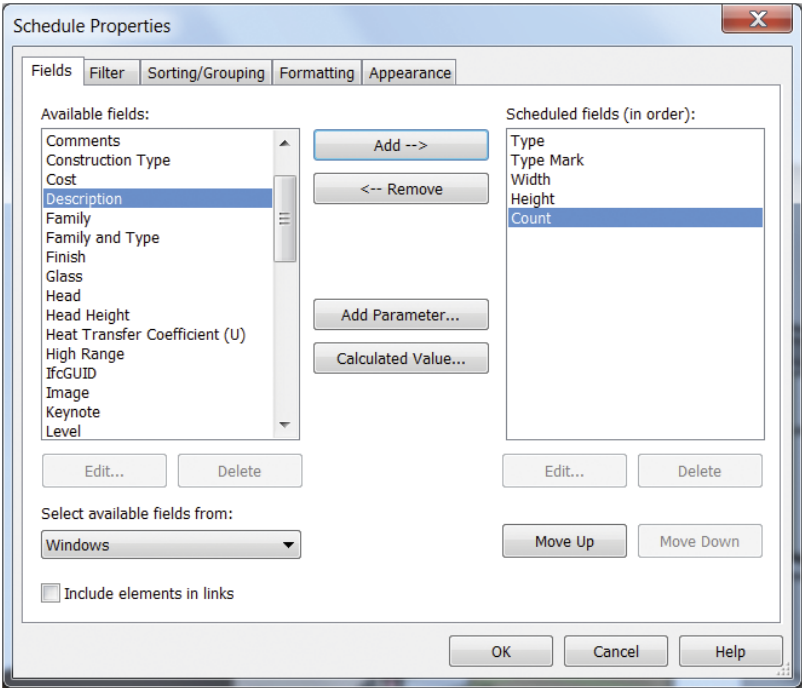 Schedule Properties
X
Fields Filter Sorting/Grouping Formatting Appearance
Available fields:
Comments
Construction Type
Cost
Description
Family
Family and Type
Finish
Glass
Head
Head Height
Heat Transfer Coefficient (U)
High Range
IfcGUID
Image
Keynote
Level
Edit... Delete
Select available fields from:
Windows
Include elements in links
Add -->
<-- Remove
Add Parameter...
Calculated Value...
Scheduled fields (in order):
Type
Type Mark
Width
Height
Count
Edit... Delete
Move Up Move Down
OK Cancel Help